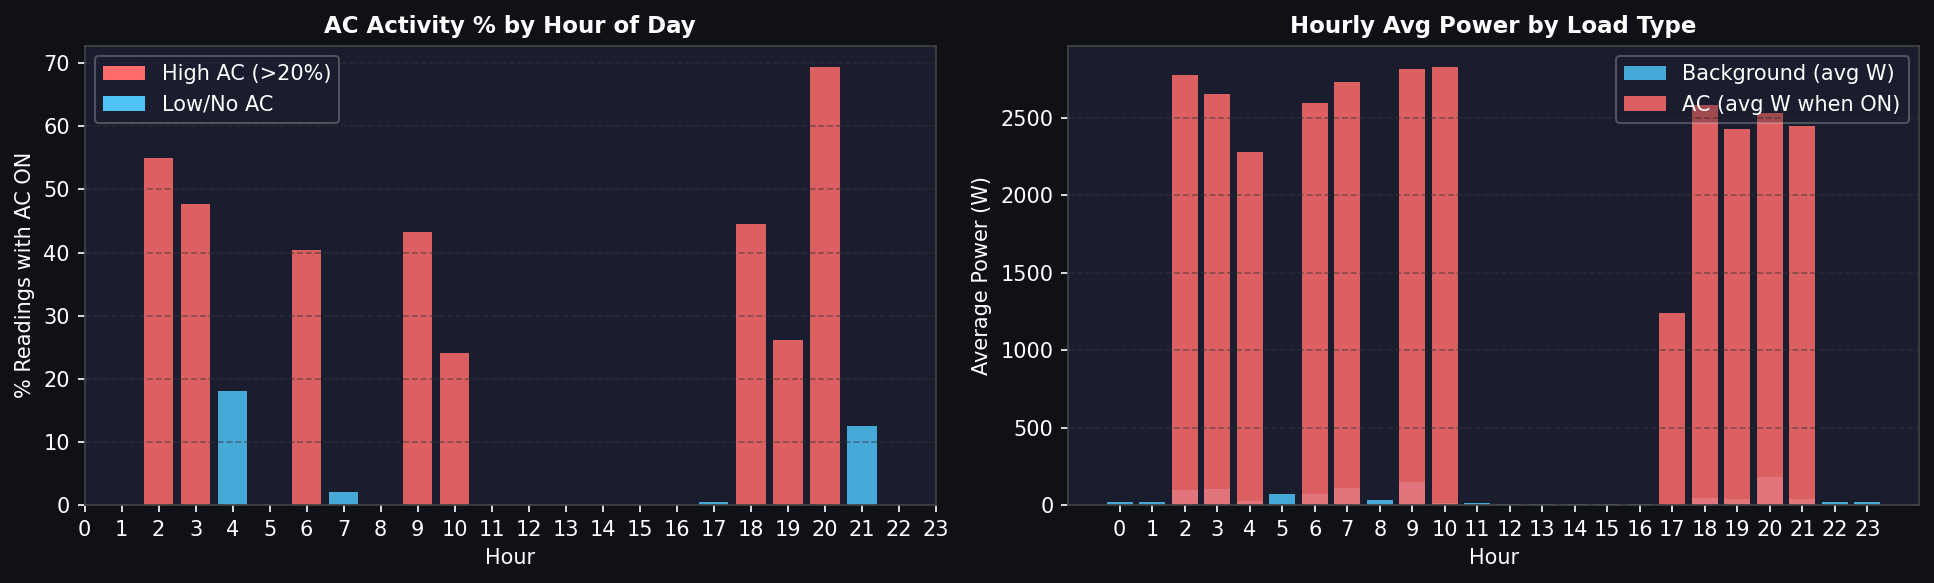 AC Activity % by Hour of Day
% Readings with AC ON
70
60
50
40
30
20
10
0
High AC (>20%)
Low/No AC
0 1 2 3 4 5 6 7 8 9 10 11 12 13 14 15 16 17 18 19 20 21 22 23
Hour
Hourly Avg Power by Load Type
Average Power (W)
2500
2000
1500
1000
500
0
Background (avg W)
AC (avg W when ON)
0 1 2 3 4 5 6 7 8 9 10 11 12 13 14 15 16 17 18 19 20 21 22 23
Hour